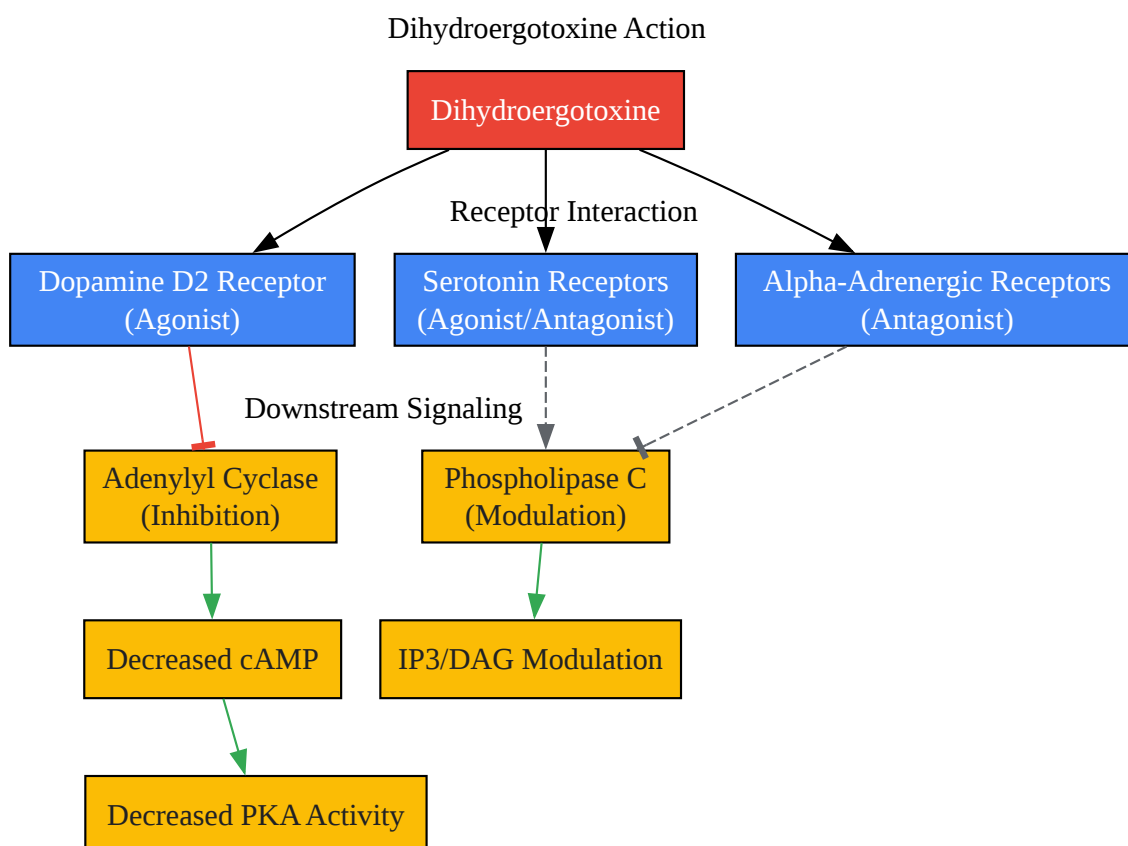 Dihydroergotoxine Action
Dihydroergotoxine
Receptor Interaction
Dopamine D2 Receptor
(Agonist)
Serotonin Receptors
(Agonist/Antagonist)
Alpha-Adrenergic Receptors
(Antagonist)
Downstream Signaling
Adenylyl Cyclase
(Inhibition)
Phospholipase C
(Modulation)
Decreased cAMP
IP3/DAG Modulation
Decreased PKA Activity